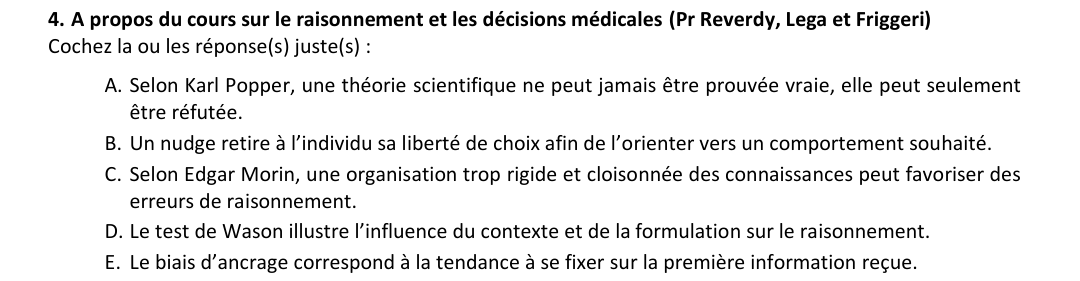 4. A propos du cours sur le raisonnement et les décisions médicales (Pr Reverdy, Lega et Friggeri)
Cochez la ou les réponse(s) juste(s) :
A. Selon Karl Popper, une théorie scientifique ne peut jamais être prouvée vraie, elle peut seulement
être réfutée.
B. Un nudge retire à l’individu sa liberté de choix afin de l’orienter vers un comportement souhaité.
C. Selon Edgar Morin, une organisation trop rigide et cloisonnée des connaissances peut favoriser des
erreurs de raisonnement.
D. Le test de Wason illustre l’influence du contexte et de la formulation sur le raisonnement.
E. Le biais d’ancrage correspond à la tendance à se fixer sur la première information reçue.